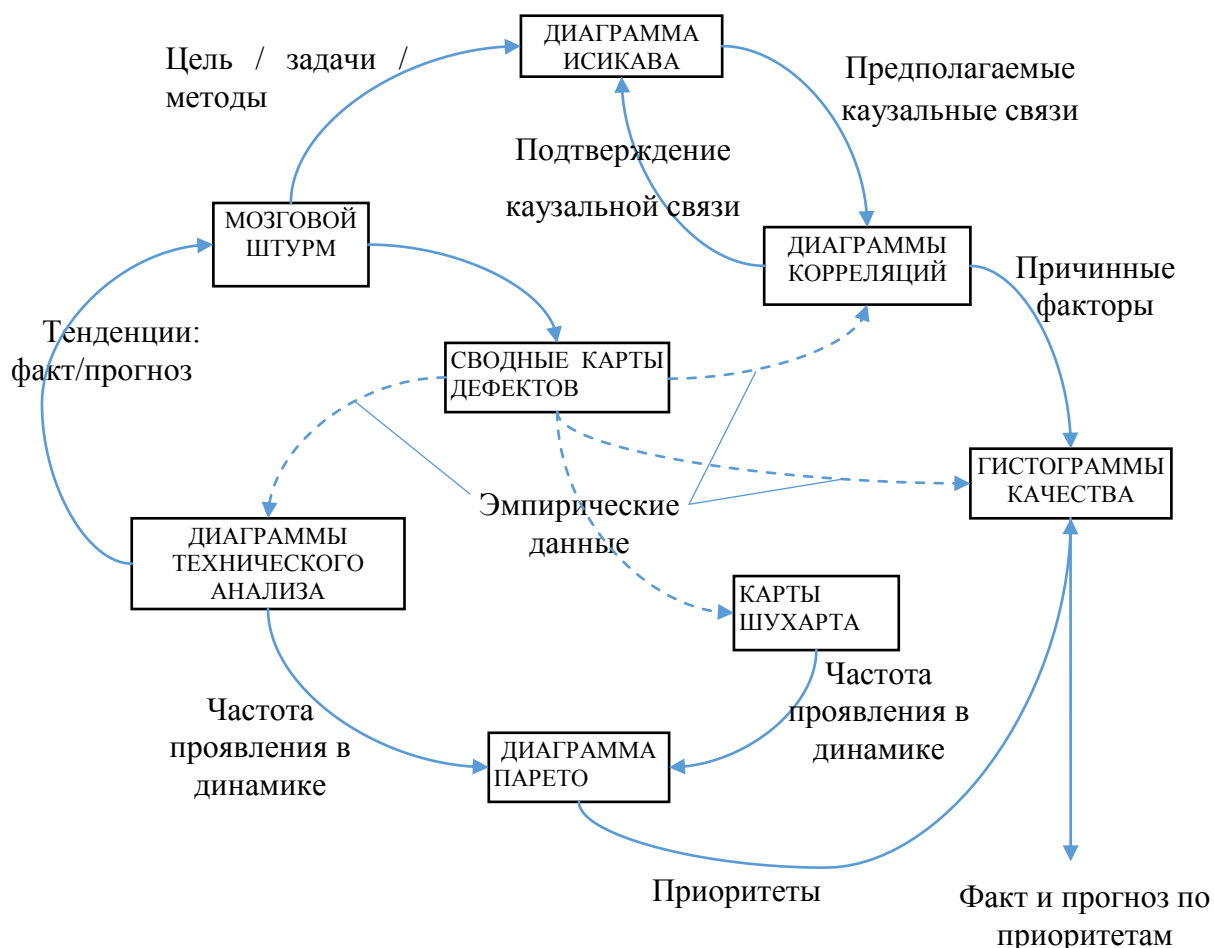 ДИАГРАММА
ИСИКАВА
Цель / задачи /
методы
Предполагаемые
каузальные связи
Подтверждение
каузальной связи
МОЗГОВОЙ
ШТУРМ
ДИАГРАММЫ
КОРРЕЛЯЦИЙ
Причинные
факторы
Тенденции:
факт/прогноз
СВОДНЫЕ КАРТЫ
ДЕФЕКТОВ
ГИСТОГРАММЫ
КАЧЕСТВА
Эмпирические
данные
ДИАГРАММЫ
ТЕХНИЧЕСКОГО
АНАЛИЗА
КАРТЫ
ШУХАРТА
Частота
проявления в
динамике
Частота
проявления в
динамике
ДИАГРАММА
ПАРЕТО
Приоритеты
Факт и прогноз по
приоритетам